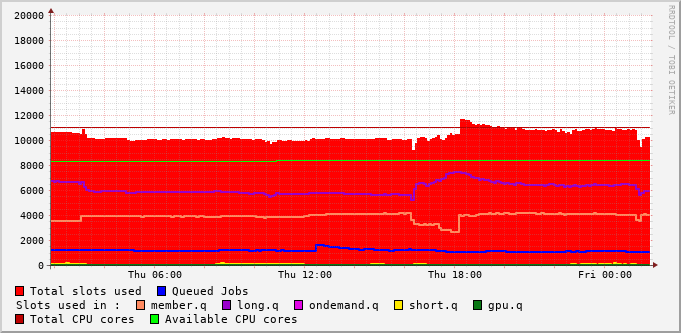 20000
18000
16000
14000
12000
10000
8000
6000
4000
2000
0
Thu 06:00 Thu 12:00 Thu 18:00 Fri 00:00
Total slots used Queued Jobs
Slots used in : member.q long.q ondemand.q short.q gpu.q
Total CPU cores Available CPU cores
RRDTOOL / TOBI OETIKER